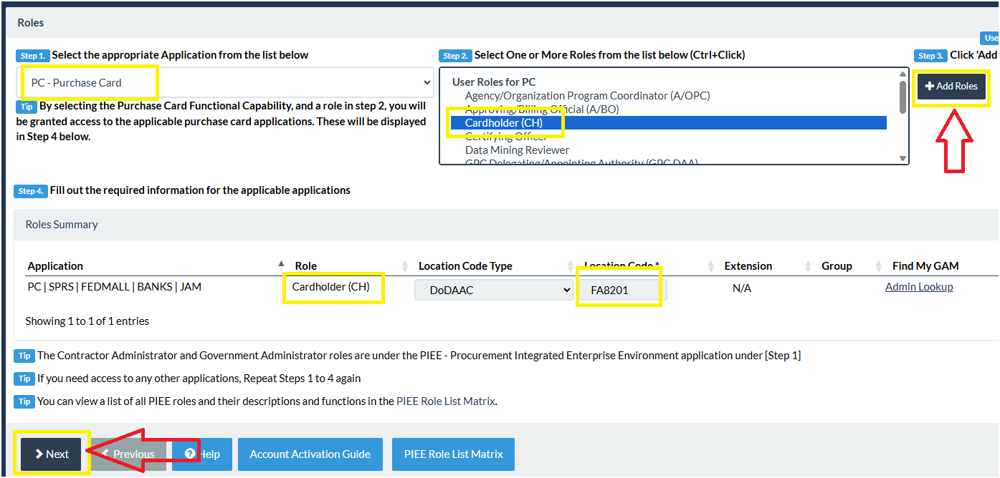 Roles
Use
Step 1. Select the appropriate Application from the list below
PC - Purchase Card
Tip By selecting the Purchase Card Functional Capability, and a role in step 2, you will
be granted access to the applicable purchase card applications. These will be displayed
in Step 4 below.
Step 2. Select One or More Roles from the list below (Ctrl+Click)
User Roles for PC
Agency/Organization Program Coordinator (A/OPC)
Approving/Billing Official (A/BO)
Cardholder (CH)
Certifying Officer
Data Mining Reviewer
GPC Delegating/Appointing Authority (GPC DAA)
Step 3. Click 'Add
Add Roles
Step 4. Fill out the required information for the applicable applications
Roles Summary
Application Role Location Code Type Location Code * Extension Group Find My GAM
PC | SPRS | FEDMALL | BANKS | JAM Cardholder (CH) DoDAAC FA8201 N/A Admin Lookup
Showing 1 to 1 of 1 entries
Tip The Contractor Administrator and Government Administrator roles are under the PIEE - Procurement Integrated Enterprise Environment application under [Step 1]
Tip If you need access to any other applications, Repeat Steps 1 to 4 again
Tip You can view a list of all PIEE roles and their descriptions and functions in the PIEE Role List Matrix.
Next Previous Help Account Activation Guide PIEE Role List Matrix